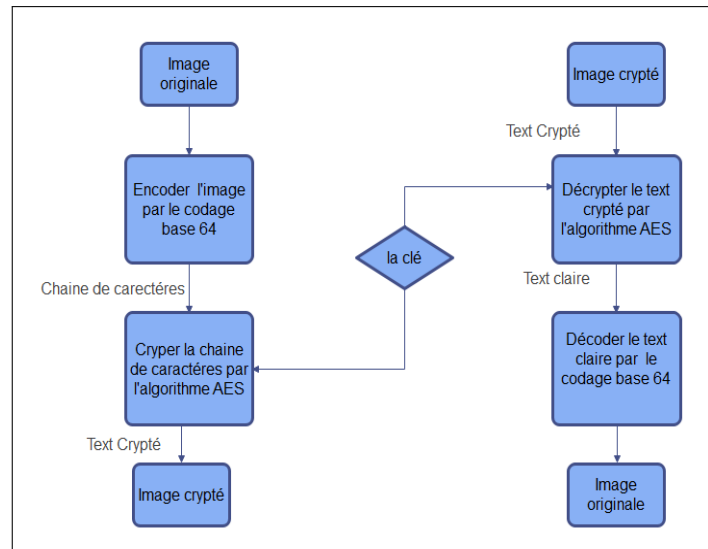 Image
originale
Encoder l'image
par le codage
base 64
Chaine de carectéres
Cryper la chaine
de caractéres par
l'algorithme AES
Text Crypté
Image crypté
la clé
Image crypté
Text Crypté
Décrypter le text
crypté par
l'algorithme AES
Text claire
Décoder le text
claire par le
codage base 64
Image
originale